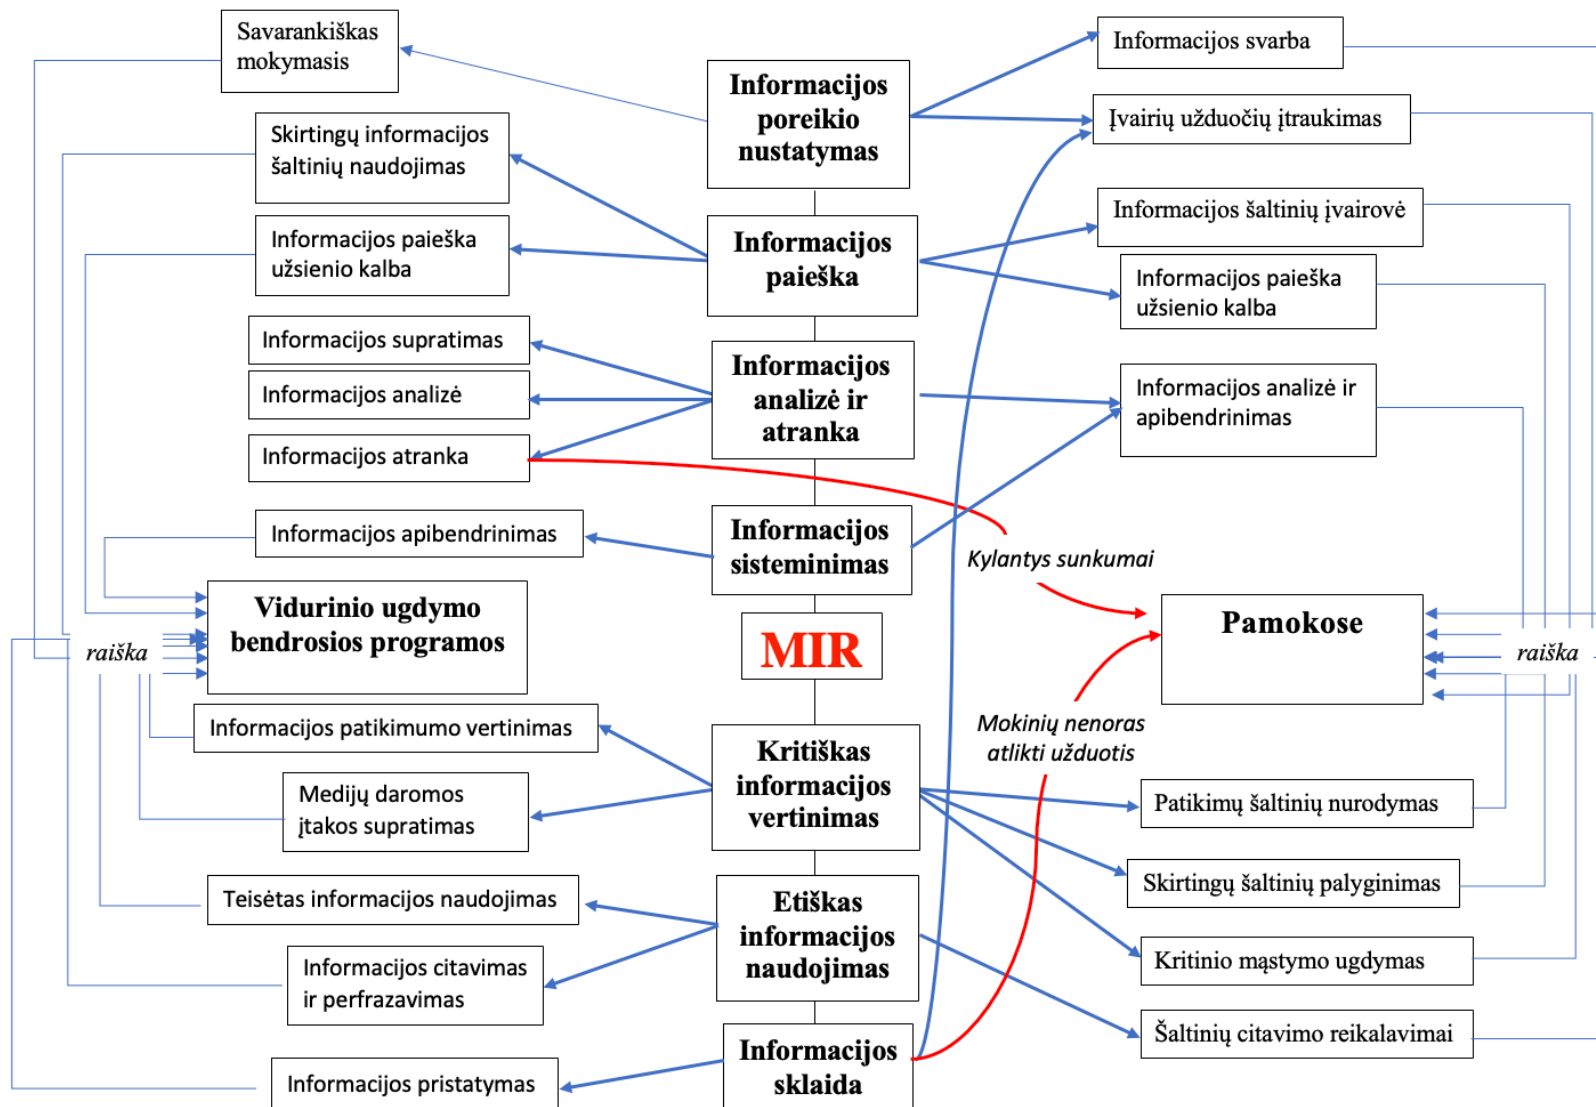 Savarankiškas
mokymasis
Skirtingų informacijos
šaltinių naudojimas
Informacijos paieška
užsienio kalba
Informacijos supratimas
Informacijos analizė
Informacijos atranka
Informacijos apibendrinimas
Vidurinio ugdymo
bendrosios programos
raiška
Informacijos patikimumo vertinimas
Medijų daromos
įtakos supratimas
Teisėtas informacijos naudojimas
Informacijos citavimas
ir perfrazavimas
Informacijos pristatymas
Informacijos
poreikio
nustatymas
Informacijos
paieška
Informacijos
analizė ir
atranka
Informacijos
sisteminimas
MIR
Kritiškas
informacijos
vertinimas
Etiškas
informacijos
naudojimas
Informacijos
sklaida
Informacijos svarba
Įvairių užduočių įtraukimas
Informacijos šaltinių įvairovė
Informacijos paieška
užsienio kalba
Informacijos analizė ir
apibendrinimas
Kylantys sunkumai
Pamokose
raiška
Mokinių nenoras
atlikti užduotis
Patikimų šaltinių nurodymas
Skirtingų šaltinių palyginimas
Kritinio mąstymo ugdymas
Šaltinių citavimo reikalavimai